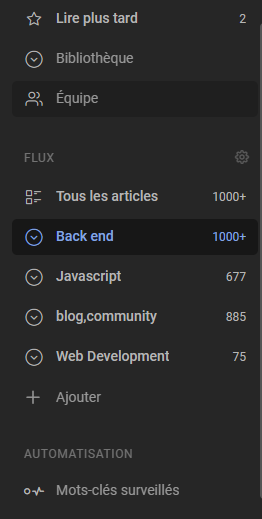 Lire plus tard 2
Bibliothèque
Équipe
FLUX
Tous les articles 1000+
Back end 1000+
Javascript 677
blog,community 885
Web Development 75
Ajouter
AUTOMATISATION
Mots-clés surveillés